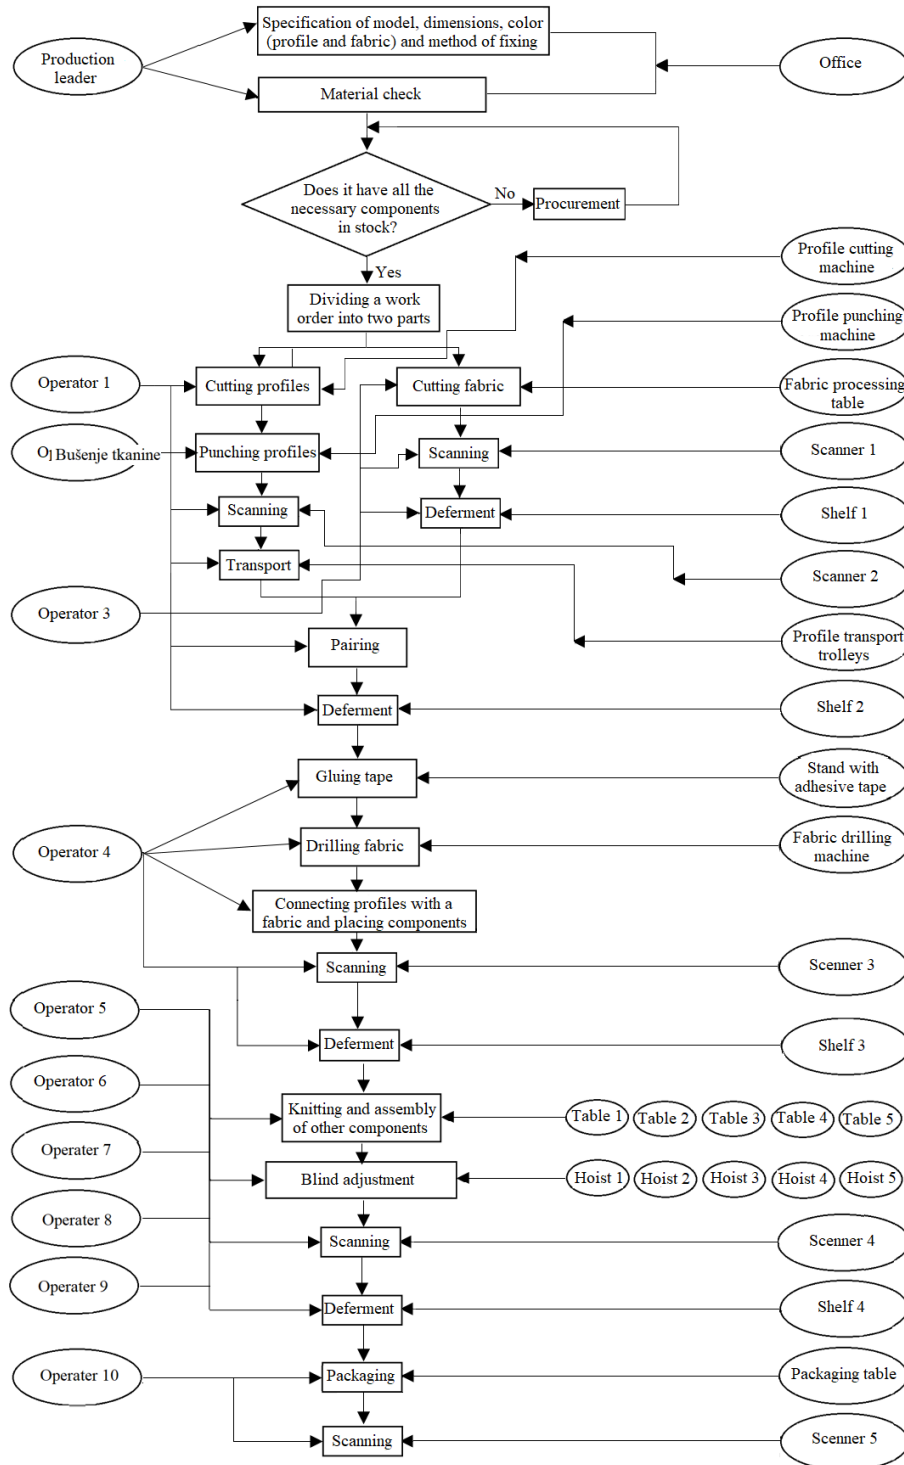 Specification of model, dimensions, color
(profile and fabric) and method of fixing
Production
leader
Office
Material check
Does it have all the
necessary components
in stock?
No
Procurement
Yes
Profile cutting
machine
Dividing a work
order into two parts
Profile punching
machine
Operator 1
Cutting profiles
Cutting fabric
Fabric processing
table
O Bušenje tkanine
Punching profiles
Scanning
Scanner 1
Scanning
Deferment
Shelf 1
Transport
Scanner 2
Operator 3
Pairing
Profile transport
trolleys
Deferment
Shelf 2
Gluing tape
Stand with
adhesive tape
Operator 4
Drilling fabric
Fabric drilling
machine
Connecting profiles with a
fabric and placing components
Scanning
Scenner 3
Operator 5
Deferment
Shelf 3
Operator 6
Knitting and assembly
of other components
Table 1 Table 2 Table 3 Table 4 Table 5
Operater 7
Blind adjustment
Hoist 1 Hoist 2 Hoist 3 Hoist 4 Hoist 5
Operater 8
Scanning
Scenner 4
Operater 9
Deferment
Shelf 4
Operater 10
Packaging
Packaging table
Scanning
Scenner 5